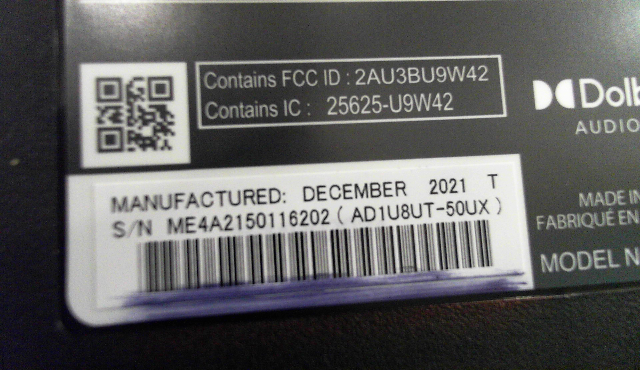 Contains FCC ID : 2AU3BU9W42
Contains IC : 25625-U9W42
Dolb
AUDIO
MANUFACTURED: DECEMBER 2021 T
S/N ME4A2150116202 ( AD1U8UT-50UX )
MADE IN
FABRIQUÉ EN
MODEL N